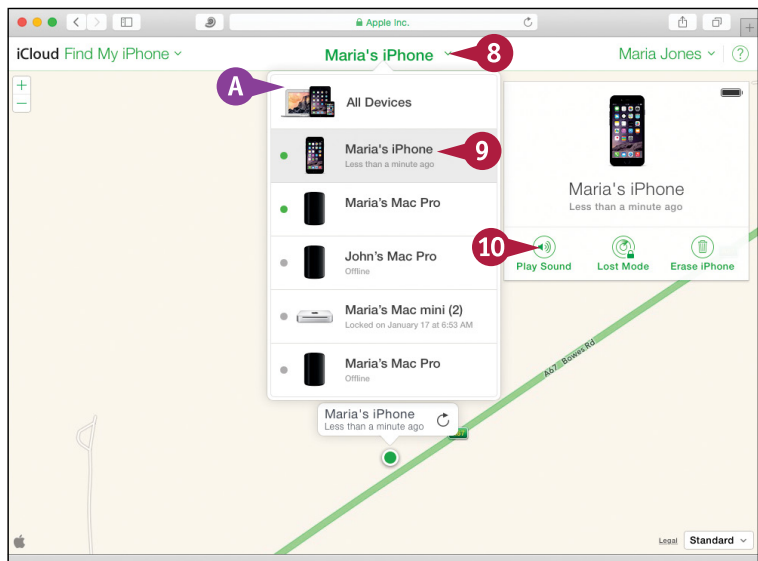 Apple Inc.
iCloud Find My iPhone
Maria's iPhone
8
Maria Jones
?
+
−
A
All Devices
Maria's iPhone
Less than a minute ago
9
Maria's Mac Pro
John's Mac Pro
Offline
Maria's Mac mini (2)
Locked on January 17 at 6:53 AM
Maria's Mac Pro
Offline
Maria's iPhone
Less than a minute ago
10
Play Sound
Lost Mode
Erase iPhone
A67 Bowes Rd
Maria's iPhone
Less than a minute ago
Legal
Standard